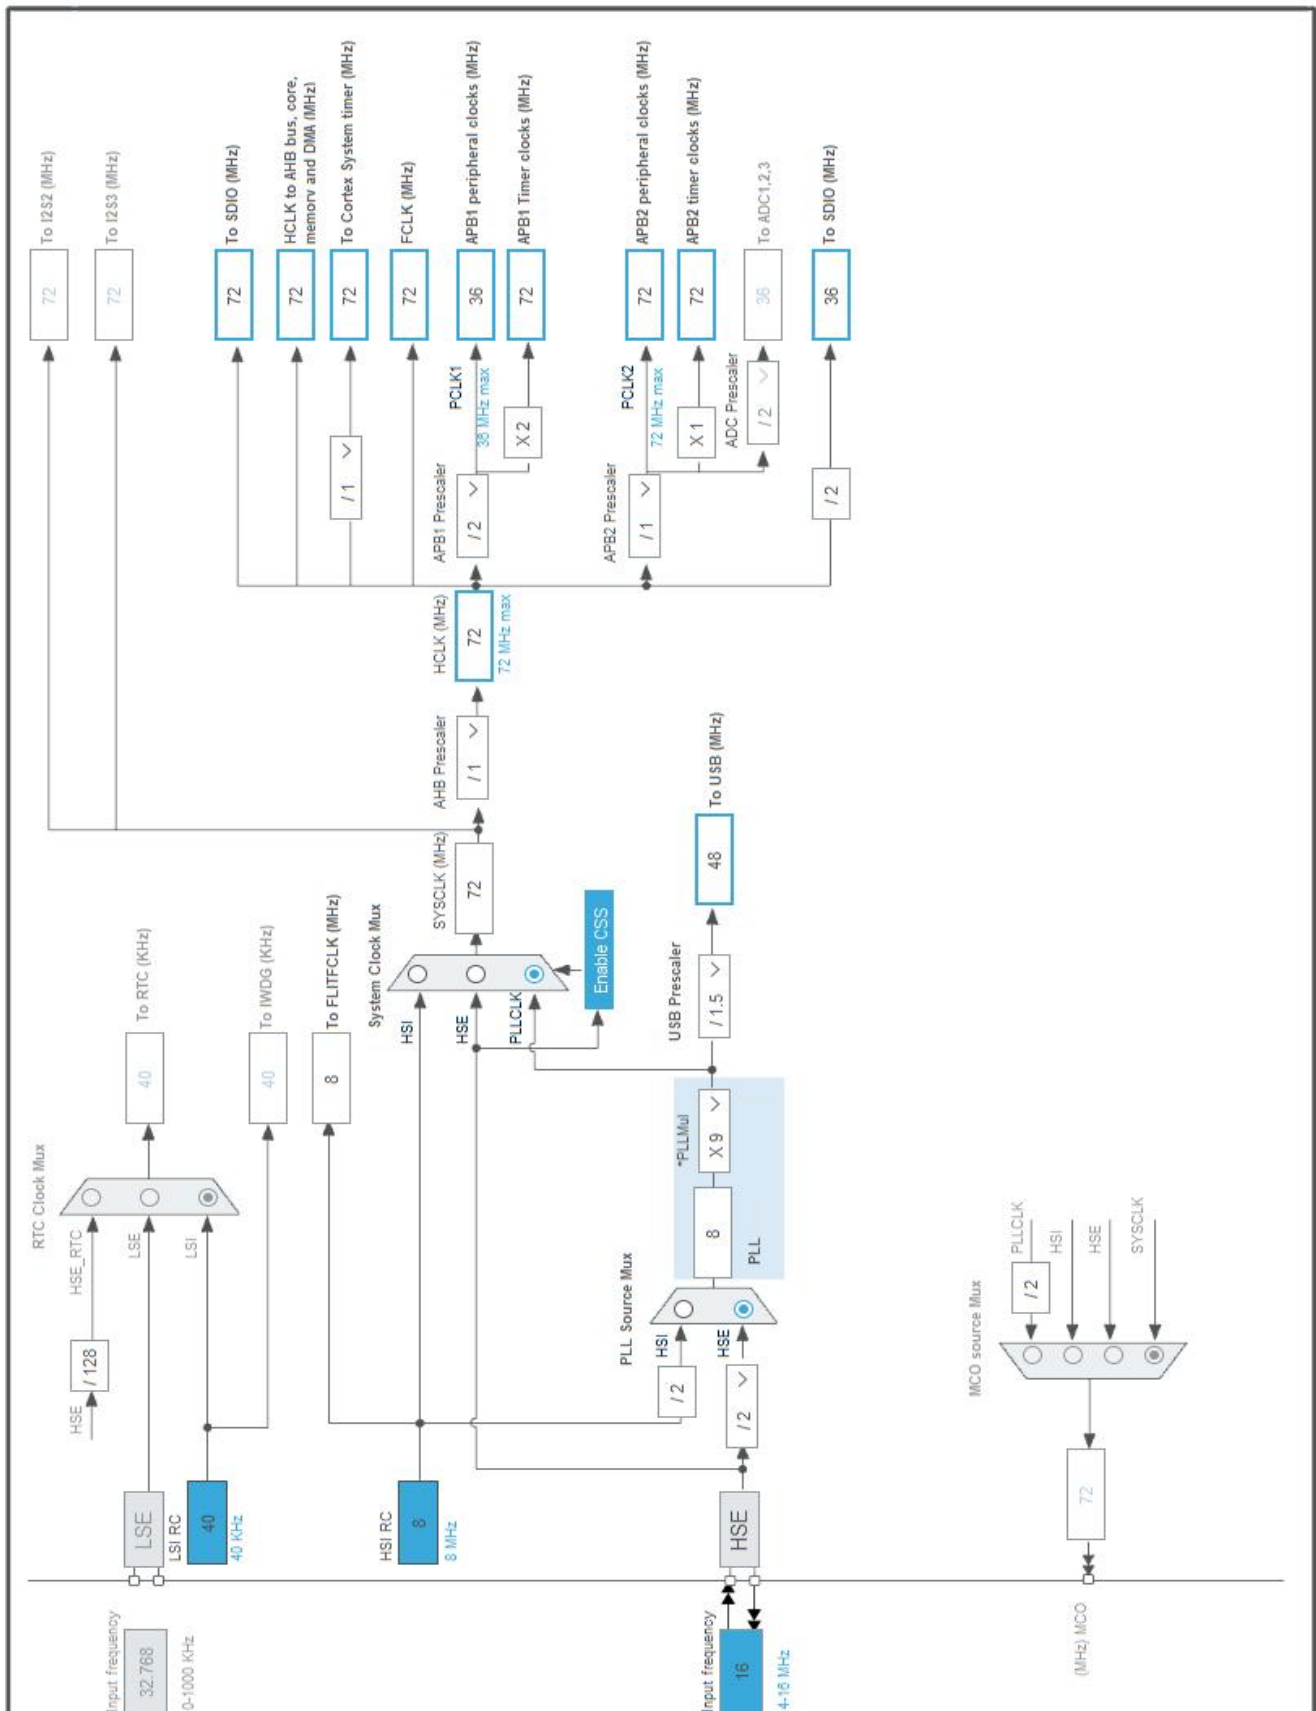 Input frequency
32.768
0-1000 KHz
LSE
LSI RC
40
40 KHz
HSE
/ 128
HSE_RTC
LSE
LSI
RTC Clock Mux
40
To RTC (KHz)
40
To IWDG (KHz)
HSI RC
8
8 MHz
8
To FLITFCLK (MHz)
Input frequency
16
4-16 MHz
HSE
/ 2
/ 2
HSI
HSE
PLL Source Mux
8
PLL
*PLLMul
X 9
USB Prescaler
/ 1.5
48
To USB (MHz)
HSI
HSE
PLLCLK
System Clock Mux
Enable CSS
SYSCLK (MHz)
72
AHB Prescaler
/ 1
HCLK (MHz)
72
72 MHz max
72
To I2S2 (MHz)
72
To I2S3 (MHz)
72
To SDIO (MHz)
72
HCLK to AHB bus, core,
memory and DMA (MHz)
/ 1
72
To Cortex System timer (MHz)
72
FCLK (MHz)
APB1 Prescaler
/ 2
PCLK1
36 MHz max
36
APB1 peripheral clocks (MHz)
X 2
72
APB1 Timer clocks (MHz)
APB2 Prescaler
/ 1
PCLK2
72 MHz max
72
APB2 peripheral clocks (MHz)
X 1
72
APB2 timer clocks (MHz)
ADC Prescaler
/ 2
36
To ADC1,2,3
/ 2
36
To SDIO (MHz)
(MHz) MCO
72
MCO source Mux
/ 2
PLLCLK
HSI
HSE
SYSCLK